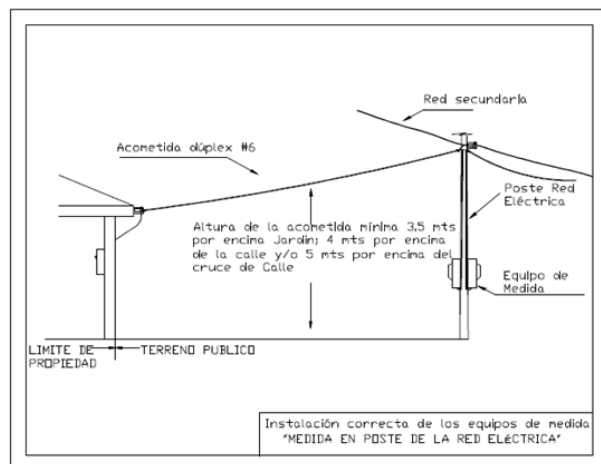 Red secundaria
Acometida dúplex #6
Poste Red
Eléctrica
Altura de la acometida mínima 3.5 mts
por encima Jardin; 4 mts por encima
de la calle y/o 5 mts por encima del
cruce de Calle
Equipo de
Medida
LIMITE DE
PROPIEDAD
TERRENO PUBLICO
Instalación correcta de los equipos de medida
"MEDIDA EN POSTE DE LA RED ELéCTRICA"